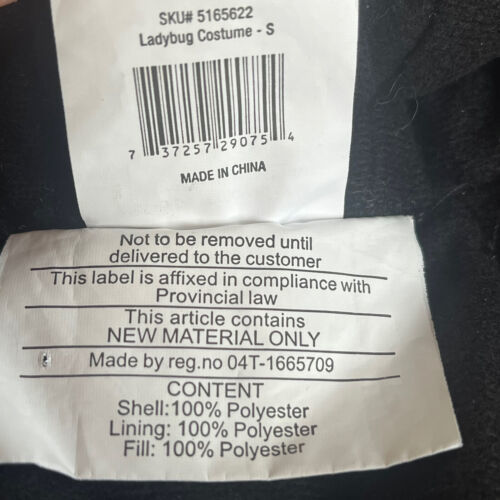 SKU# 5165622
Ladybug Costume - S
7 37257 29075 4
MADE IN CHINA
Not to be removed until
delivered to the customer
This label is affixed in compliance with
Provincial law
This article contains
NEW MATERIAL ONLY
Made by reg.no 04T-1665709
CONTENT
Shell:100% Polyester
Lining: 100% Polyester
Fill: 100% Polyester